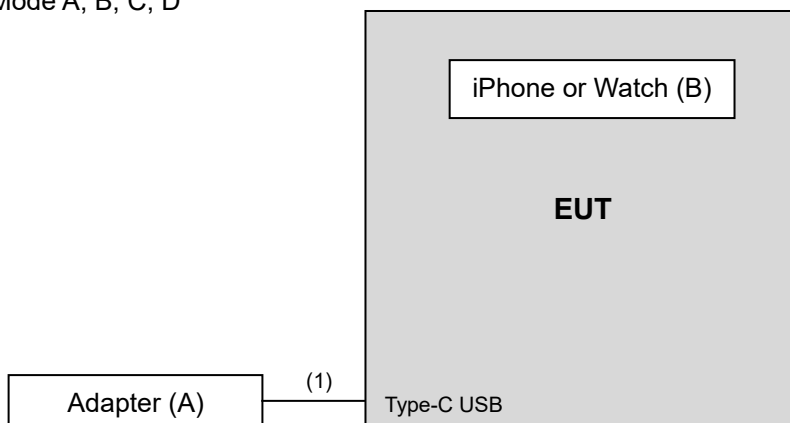 Mode A, B, C, D
iPhone or Watch (B)
EUT
(1)
Adapter (A)
Type-C USB